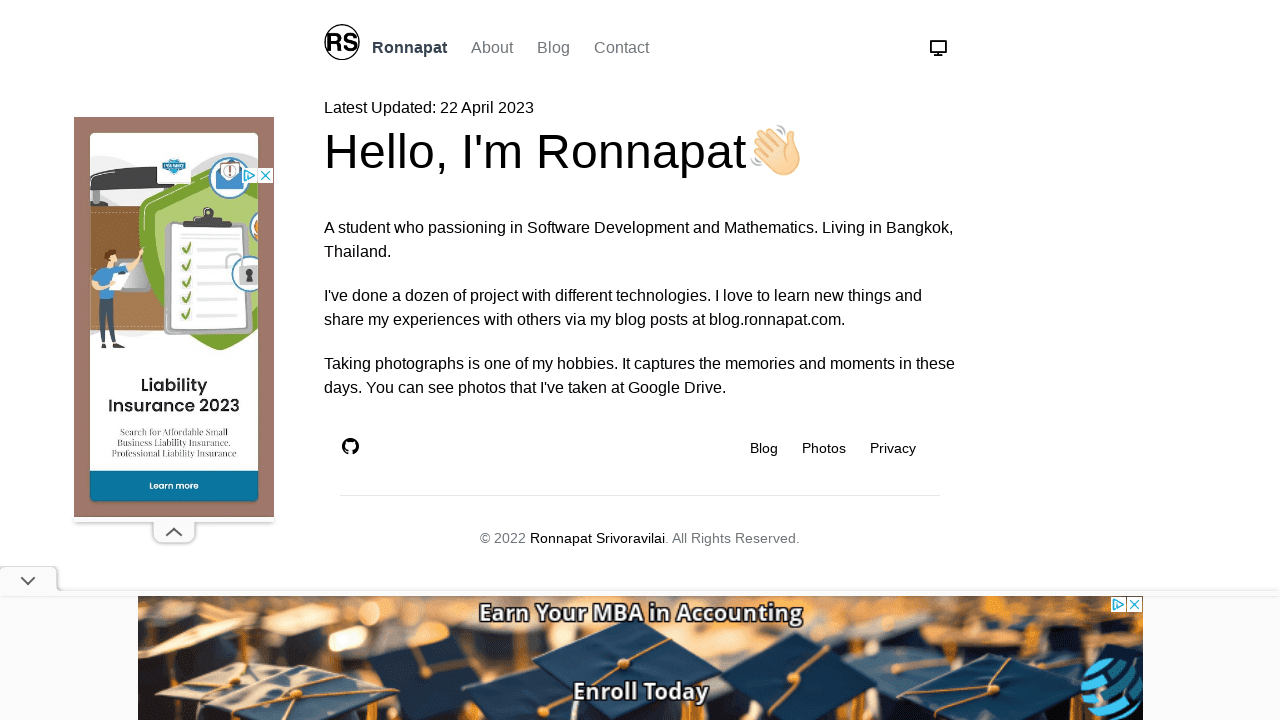 RS Ronnapat About Blog Contact
Latest Updated: 22 April 2023
Hello, I'm Ronnapat
A student who passioning in Software Development and Mathematics. Living in Bangkok,
Thailand.
I've done a dozen of project with different technologies. I love to learn new things and
share my experiences with others via my blog posts at blog.ronnapat.com.
Taking photographs is one of my hobbies. It captures the memories and moments in these
days. You can see photos that I've taken at Google Drive.
Blog Photos Privacy
© 2022 Ronnapat Srivoravilai. All Rights Reserved.
Liability
Insurance 2023
Search for Affordable Small
Business Liability Insurance.
Professional Liability Insurance
Learn more
Earn Your MBA in Accounting
Enroll Today